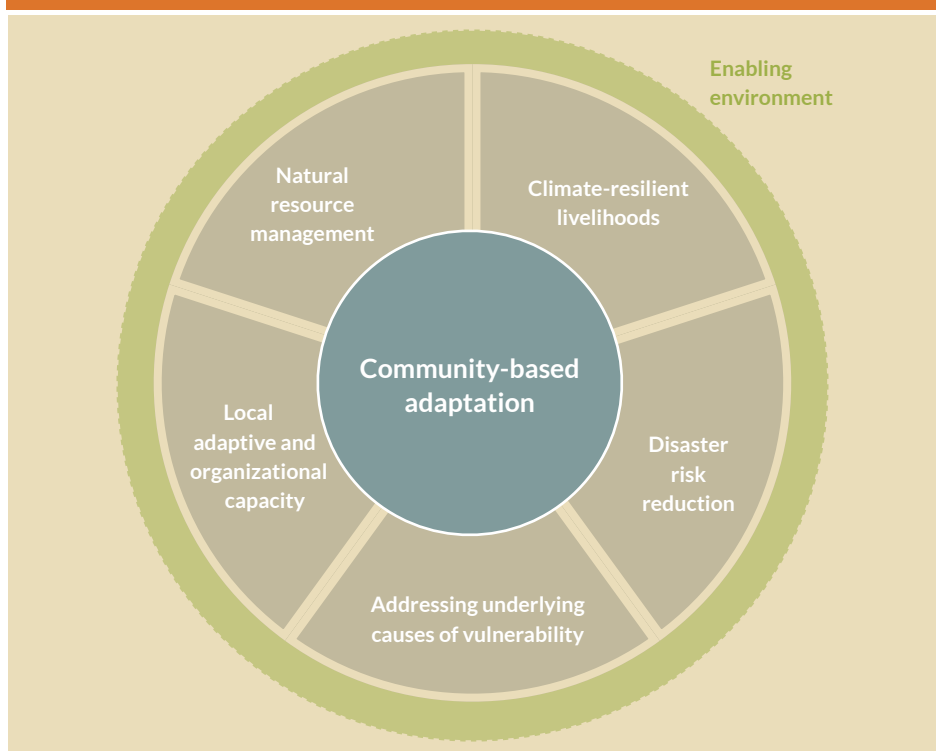 Enabling
environment
Natural
resource
management
Climate-resilient
livelihoods
Community-based
adaptation
Local
adaptive and
organizational
capacity
Disaster
risk
reduction
Addressing underlying
causes of vulnerability